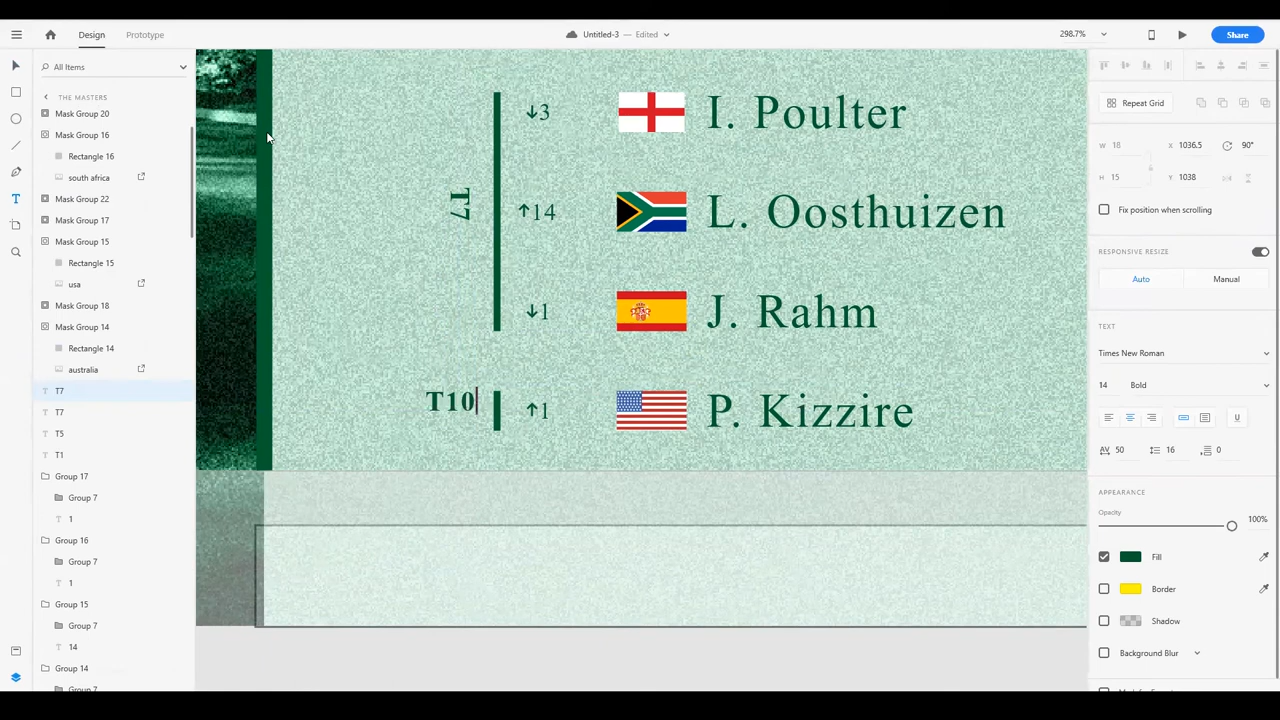 Design
Prototype
Untitled-3 — Edited
298.7%
Share
All Items
THE MASTERS
Mask Group 20
Mask Group 16
Rectangle 16
south africa
Mask Group 22
Mask Group 17
Mask Group 15
Rectangle 15
usa
Mask Group 18
Mask Group 14
Rectangle 14
australia
T T7
T T7
T T5
T T1
Group 17
Group 7
T 1
Group 16
Group 7
T 1
Group 15
Group 7
T 14
Group 14
Group 7
↓3 I. Poulter
T7
↑14 L. Oosthuizen
↓1 J. Rahm
T10 ↑1 P. Kizzire
Repeat Grid
W 18 X 1036.5 90°
H 15 Y 1038
Fix position when scrolling
RESPONSIVE RESIZE
Auto Manual
TEXT
Times New Roman
14 Bold
U
AV 50 16 0
APPEARANCE
Opacity
100%
Fill
Border
Shadow
Background Blur